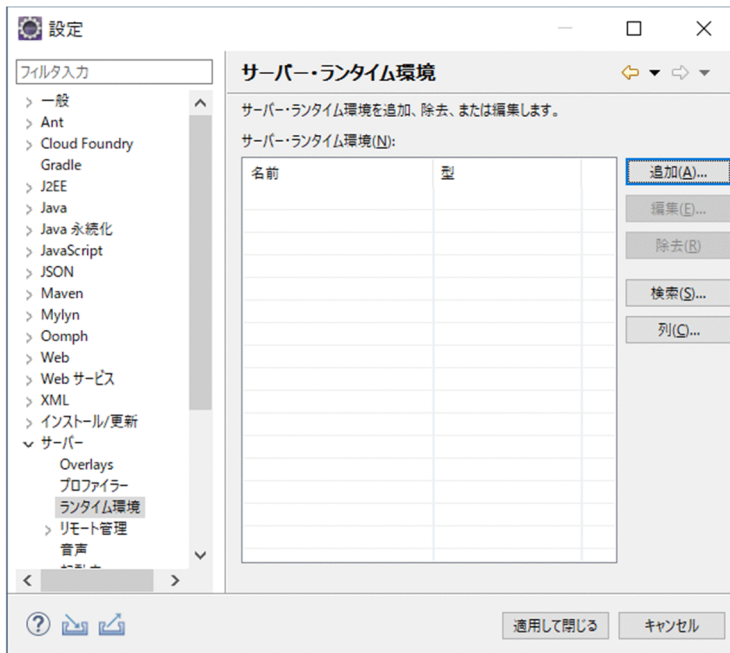 設定
フィルタ入力
一般
Ant
Cloud Foundry
Gradle
J2EE
Java
Java 永続化
JavaScript
JSON
Maven
Mylyn
Oomph
Web
Web サービス
XML
インストール/更新
サーバー
Overlays
プロファイラー
ランタイム環境
リモート管理
音声
サーバー・ランタイム環境
サーバー・ランタイム環境を追加、除去、または編集します。
サーバー・ランタイム環境(N):
名前 型
追加(A)...
編集(E)...
除去(R)
検索(S)...
列(C)...
適用して閉じる キャンセル